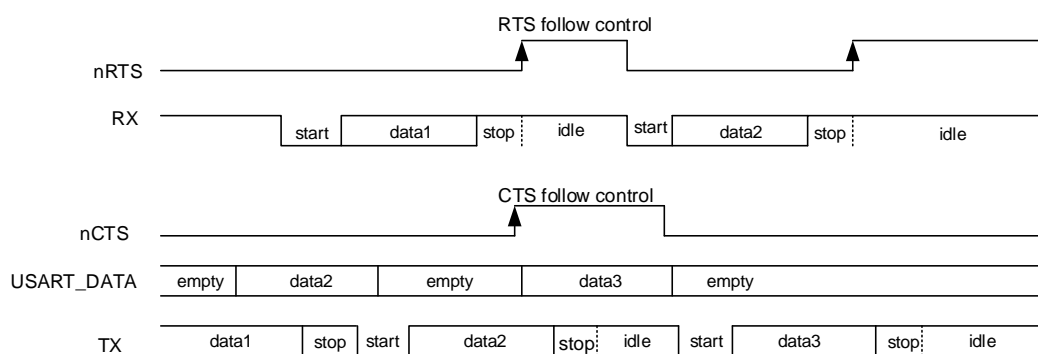 RTS follow control
nRTS
RX start data1 stop idle start data2 stop idle
CTS follow control
nCTS
USART_DATA empty data2 empty data3 empty
TX data1 stop start data2 stop idle start data3 stop idle